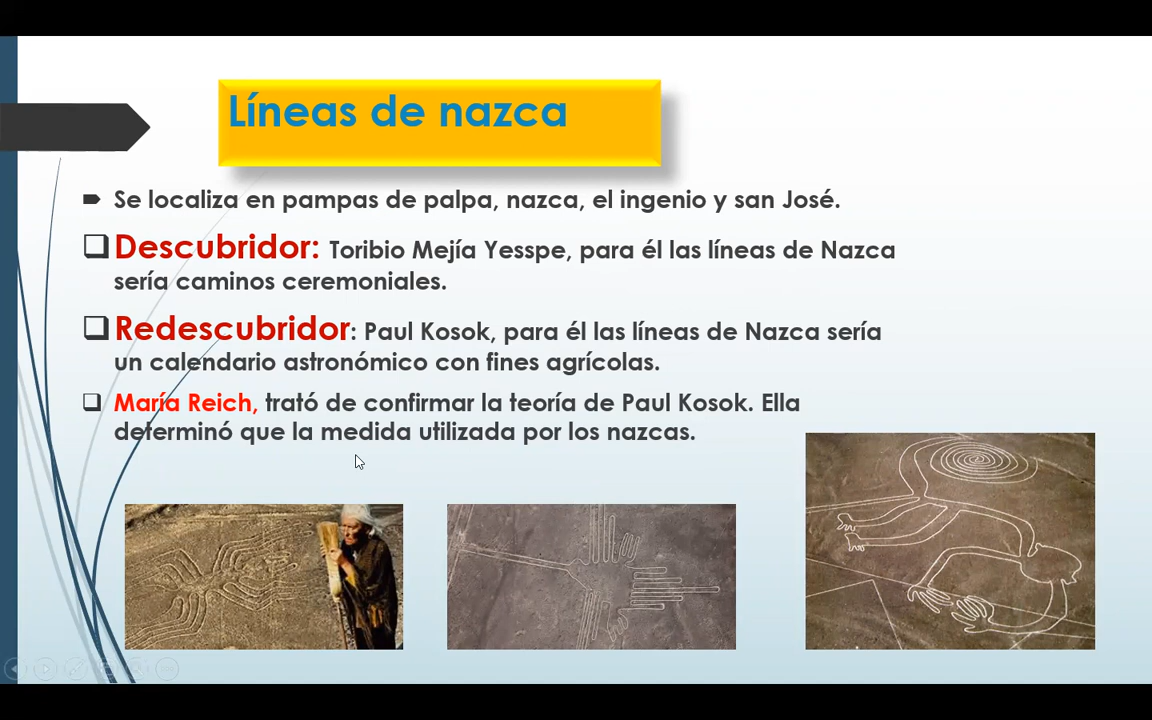 Líneas de nazca
Se localiza en pampas de palpa, nazca, el ingenio y san José.
Descubridor: Toribio Mejía Yesspe, para él las líneas de Nazca
sería caminos ceremoniales.
Redescubridor: Paul Kosok, para él las líneas de Nazca sería
un calendario astronómico con fines agrícolas.
María Reich, trató de confirmar la teoría de Paul Kosok. Ella
determinó que la medida utilizada por los nazcas.